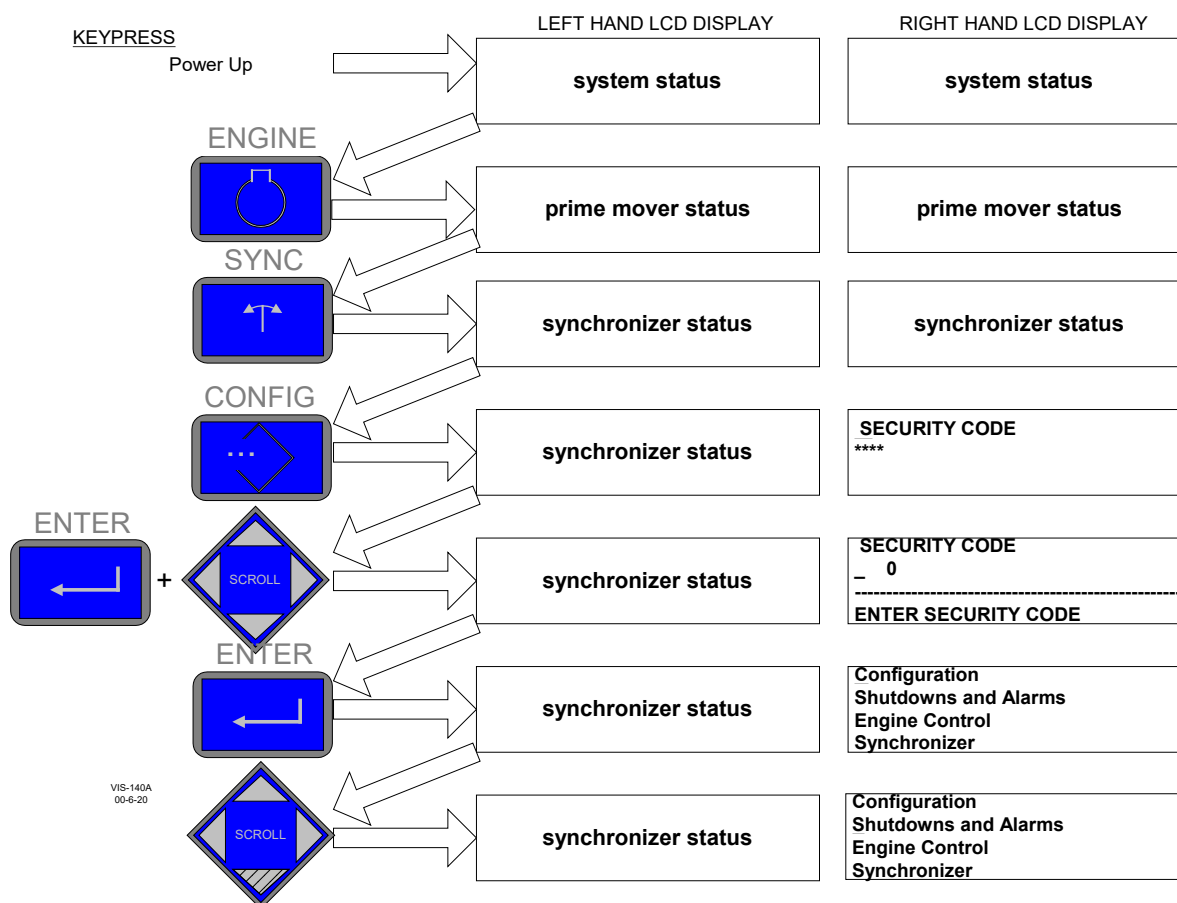 LEFT HAND LCD DISPLAY
RIGHT HAND LCD DISPLAY
KEYPRESS
Power Up
system status
system status
ENGINE
prime mover status
prime mover status
SYNC
synchronizer status
synchronizer status
CONFIG
...
synchronizer status
SECURITY CODE
****
ENTER
+
SCROLL
synchronizer status
SECURITY CODE
_ 0
----------------------------------------------------
ENTER SECURITY CODE
ENTER
synchronizer status
Configuration
Shutdowns and Alarms
Engine Control
Synchronizer
VIS-140A
00-6-20
SCROLL
synchronizer status
Configuration
Shutdowns and Alarms
Engine Control
Synchronizer